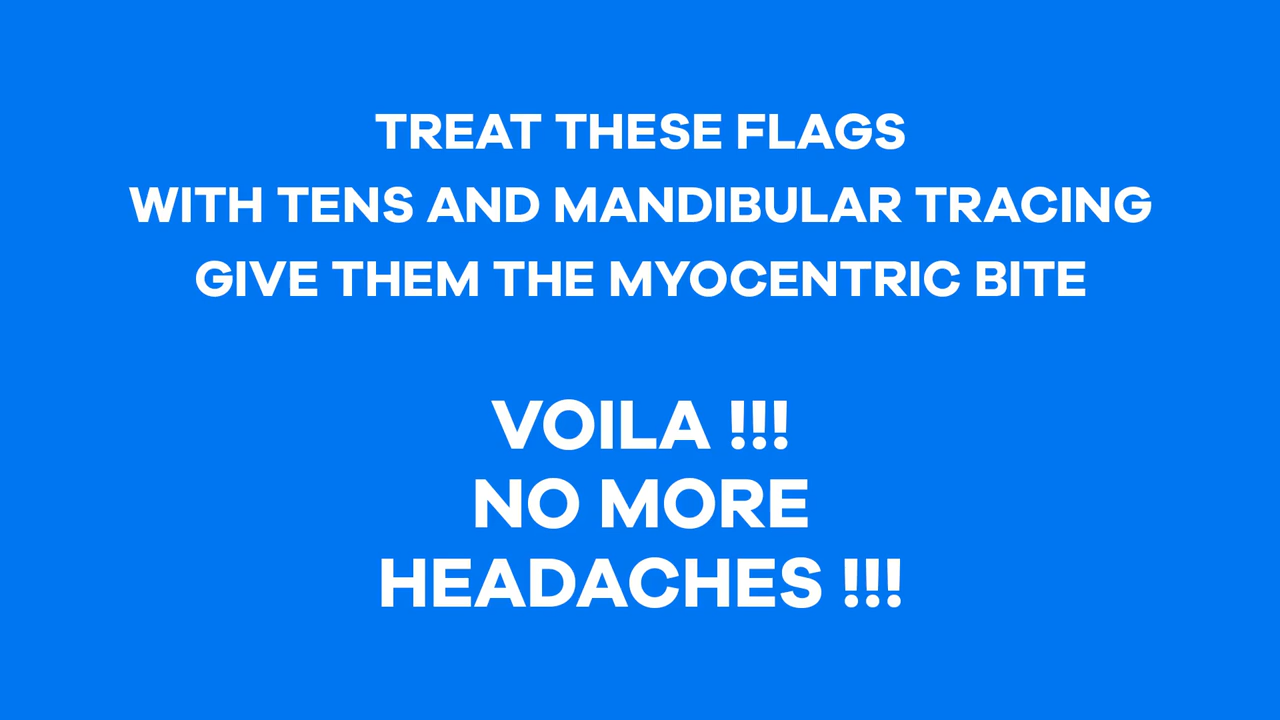 TREAT THESE FLAGS
WITH TENS AND MANDIBULAR TRACING
GIVE THEM THE MYOCENTRIC BITE
VOILA !!!
NO MORE
HEADACHES !!!